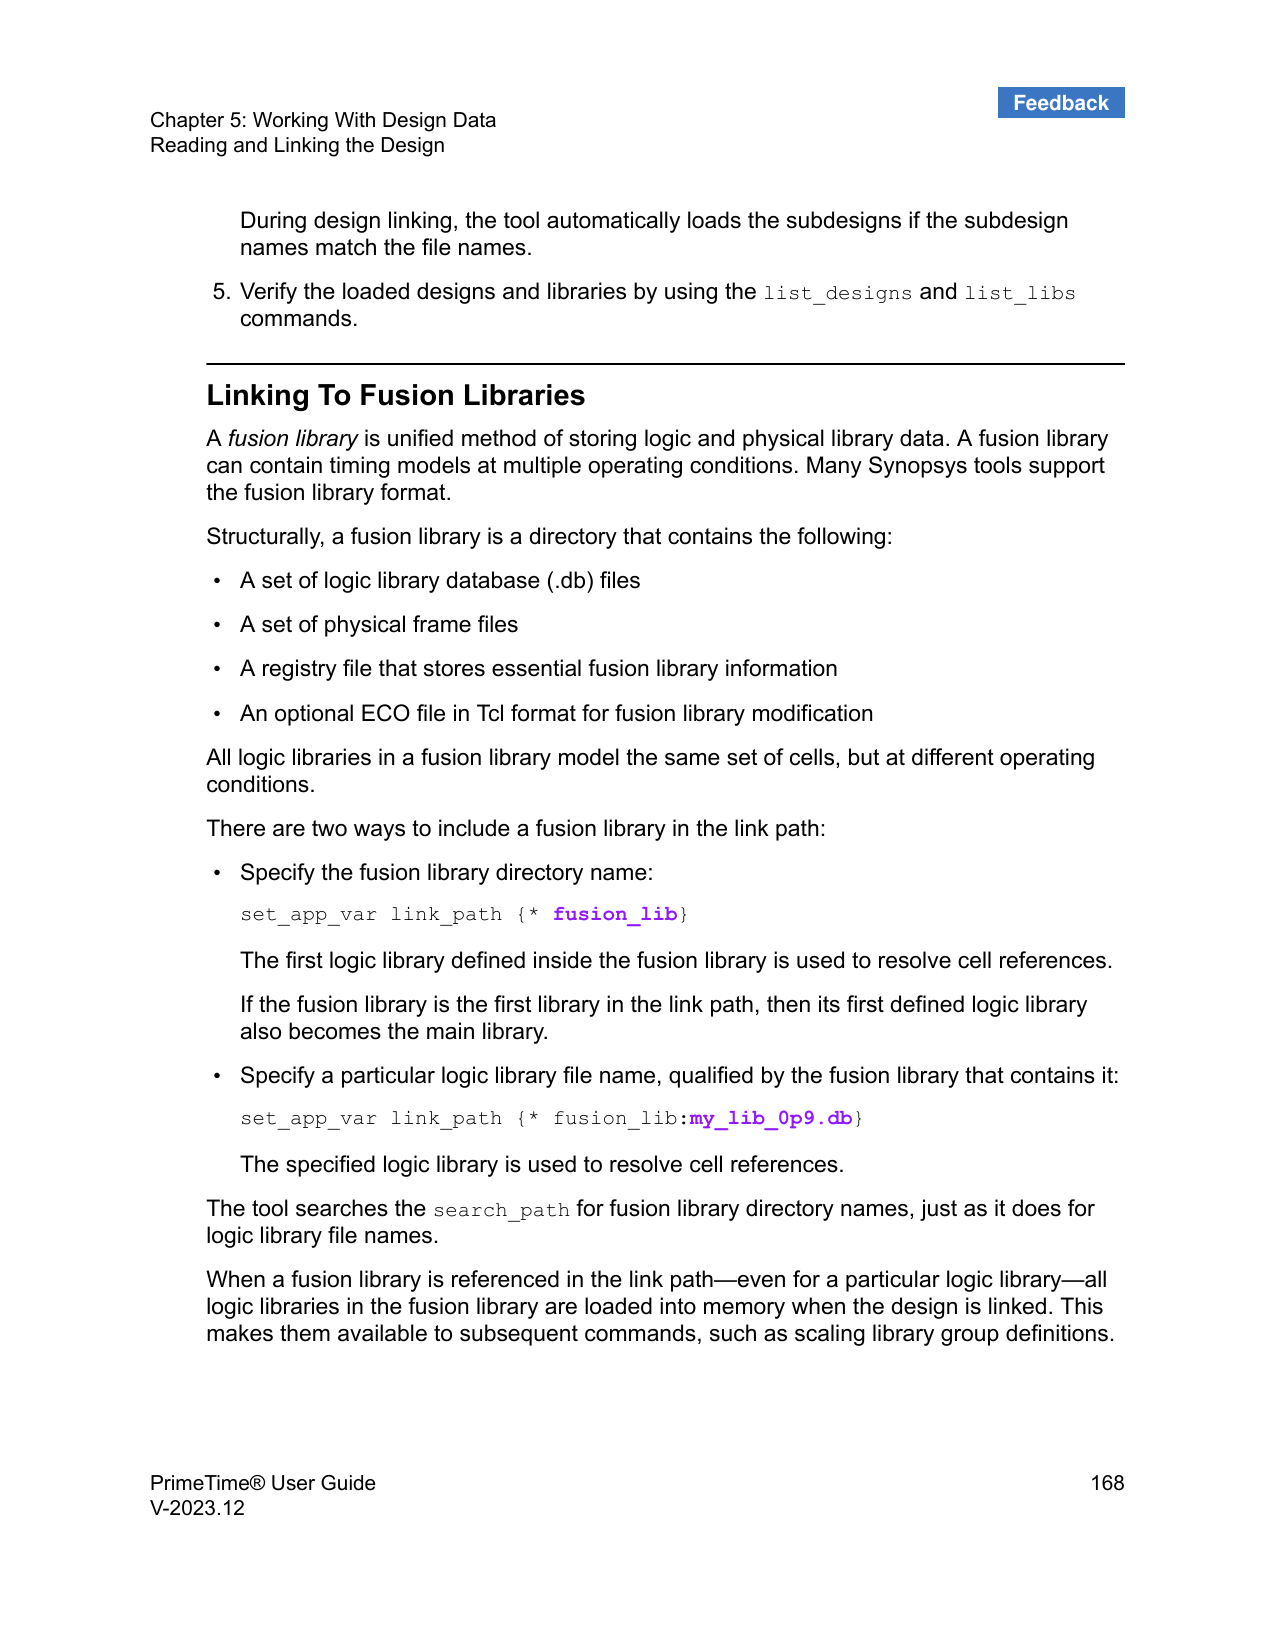 Feedback
Chapter 5: Working With Design Data
Reading and Linking the Design
During design linking, the tool automatically loads the subdesigns if the subdesign
names match the file names.
5. Verify the loaded designs and libraries by using the list_designs and list_libs
commands.
Linking To Fusion Libraries
A fusion library is unified method of storing logic and physical library data. A fusion library
can contain timing models at multiple operating conditions. Many Synopsys tools support
the fusion library format.
Structurally, a fusion library is a directory that contains the following:
• A set of logic library database (.db) files
• A set of physical frame files
• A registry file that stores essential fusion library information
• An optional ECO file in Tcl format for fusion library modification
All logic libraries in a fusion library model the same set of cells, but at different operating
conditions.
There are two ways to include a fusion library in the link path:
• Specify the fusion library directory name:
set_app_var link_path {* fusion_lib}
The first logic library defined inside the fusion library is used to resolve cell references.
If the fusion library is the first library in the link path, then its first defined logic library
also becomes the main library.
• Specify a particular logic library file name, qualified by the fusion library that contains it:
set_app_var link_path {* fusion_lib:my_lib_0p9.db}
The specified logic library is used to resolve cell references.
The tool searches the search_path for fusion library directory names, just as it does for
logic library file names.
When a fusion library is referenced in the link path—even for a particular logic library—all
logic libraries in the fusion library are loaded into memory when the design is linked. This
makes them available to subsequent commands, such as scaling library group definitions.
PrimeTime® User Guide
V-2023.12
168